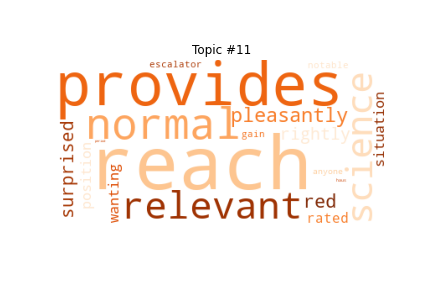 Topic #11
escalator
notable
provides
normal
pleasantly
gain
rightly
reach
science
situation
surprised
position
wanting
anyone*
relevant
red
rated